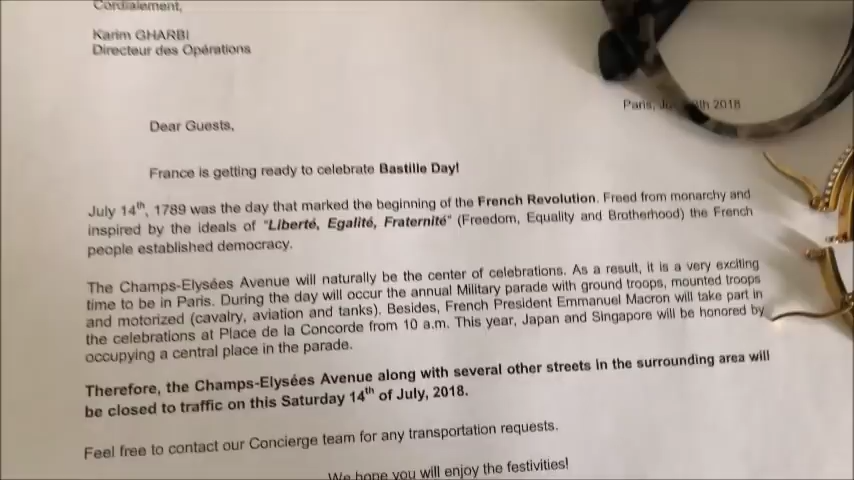 Cordialement,
Karim GHARBI
Directeur des Opérations
Paris, 2018
Dear Guests,
France is getting ready to celebrate Bastille Day!
July 14th, 1789 was the day that marked the beginning of the French Revolution. Freed from monarchy and
inspired by the ideals of "Liberté, Egalité, Fraternité" (Freedom, Equality and Brotherhood) the French
people established democracy.
The Champs-Elysées Avenue will naturally be the center of celebrations. As a result, it is a very exciting
time to be in Paris. During the day will occur the annual Military parade with ground troops, mounted troops
and motorized (cavalry, aviation and tanks). Besides, French President Emmanuel Macron will take part in
the celebrations at Place de la Concorde from 10 a.m. This year, Japan and Singapore will be honored by
occupying a central place in the parade.
Therefore, the Champs-Elysées Avenue along with several other streets in the surrounding area will
be closed to traffic on this Saturday 14th of July, 2018.
Feel free to contact our Concierge team for any transportation requests.
We hope you will enjoy the festivities!